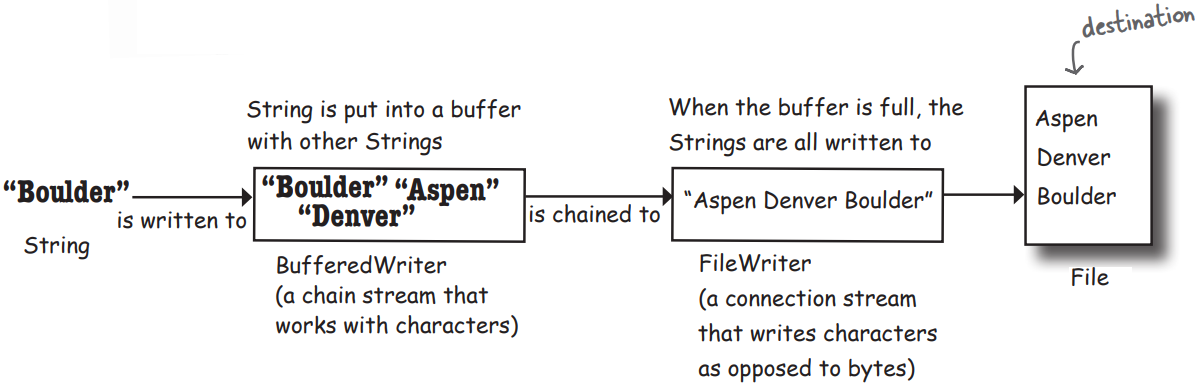 destination
String is put into a buffer
with other Strings
When the buffer is full, the
Strings are all written to
Aspen
Denver
Boulder
“Boulder”
is written to
String
“Boulder” “Aspen”
“Denver”
is chained to
“Aspen Denver Boulder”
BufferedWriter
(a chain stream that
works with characters)
FileWriter
(a connection stream
that writes characters
as opposed to bytes)
File